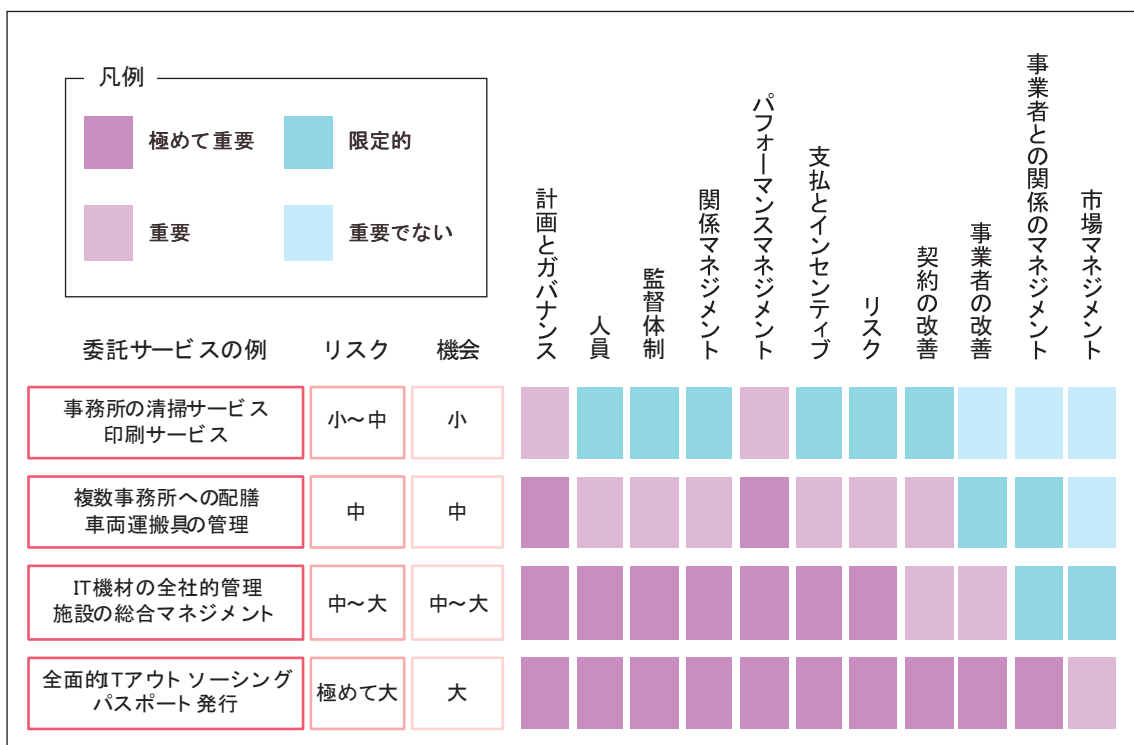 凡例
極めて重要
限定的
重要
重要でない
計画とガバナンス
人員
監督体制
関係マネジメント
パフォーマンスマネジメント
支払とインセンティブ
リスク
契約の改善
事業者の改善
事業者との関係のマネジメント
市場マネジメント
委託サービスの例
リスク
機会
事務所の清掃サービス
印刷サービス
小～中
小
複数事務所への配膳
車両運搬具の管理
中
中
IT機材の全社的管理
施設の総合マネジメント
中～大
中～大
全面的ITアウトソーシング
パスポート発行
極めて大
大